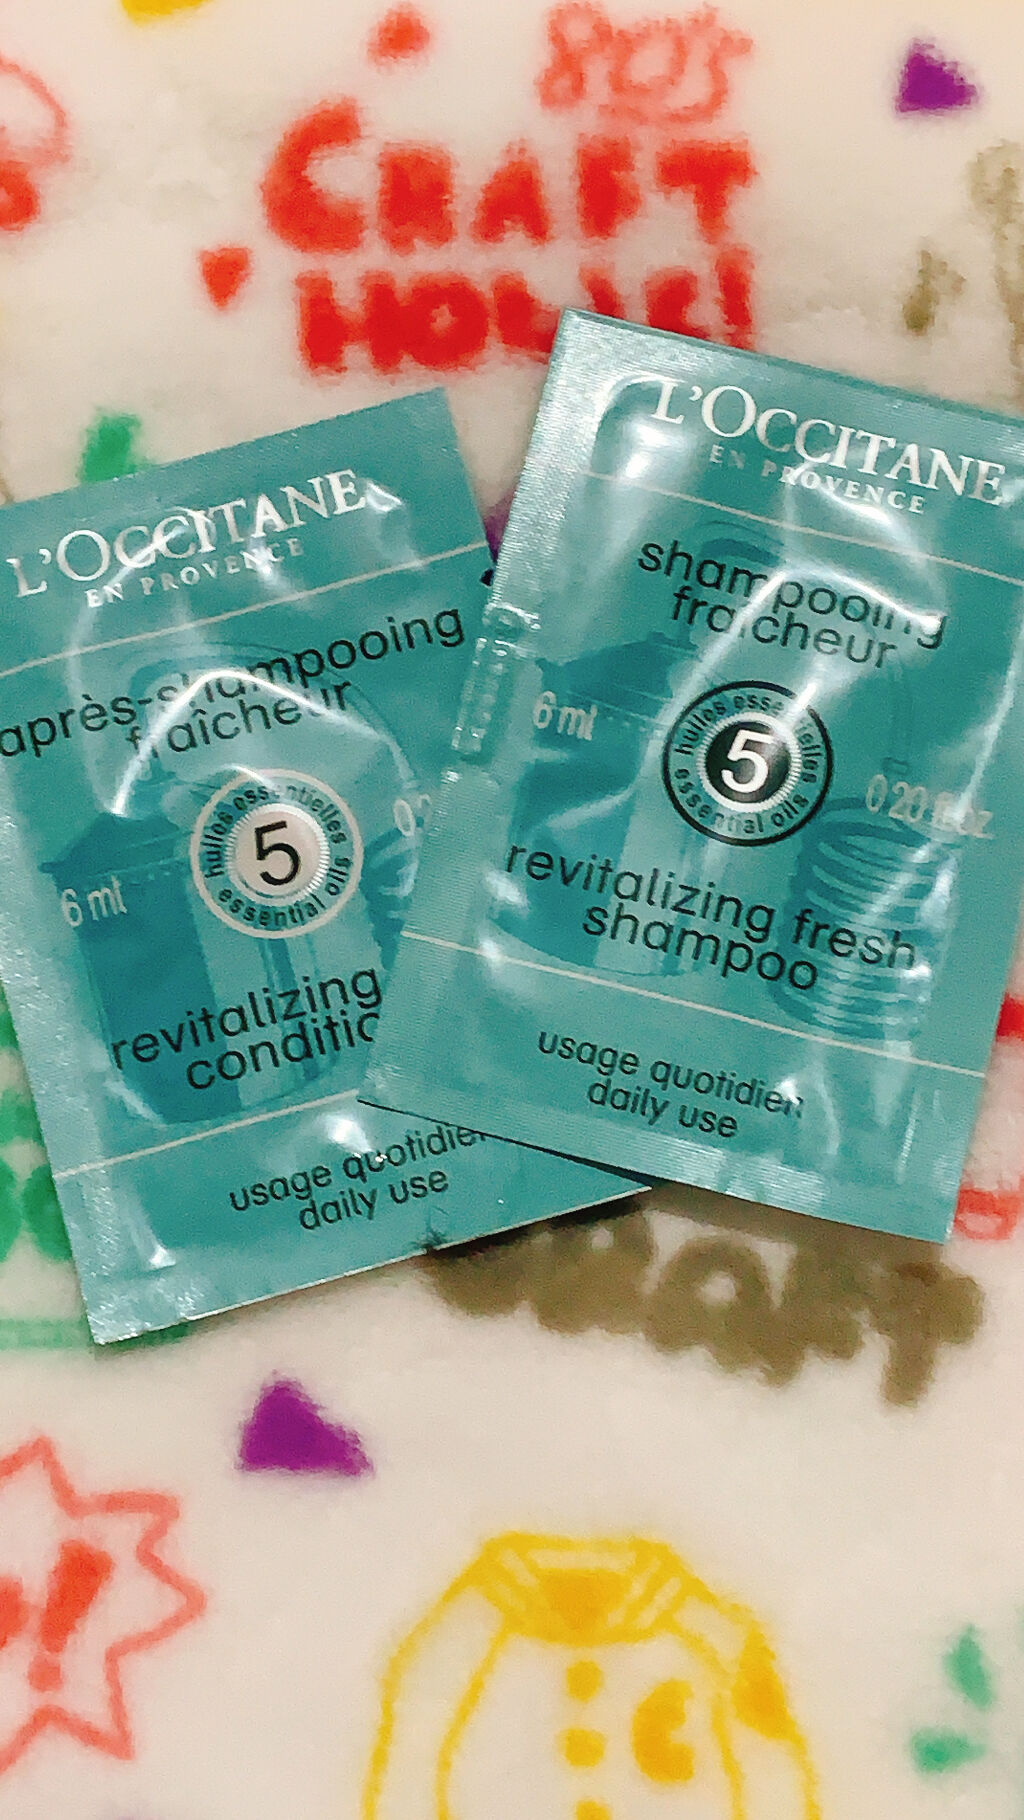 80's
CRAFT
HOLIC!
L'OCCITANE
EN PROVENCE
après-shampooing
fraîcheur
huiles essentielles
5
essential oils
6 ml
revitalizing
usage quotidien
daily use
L'OCCITANE
EN PROVENCE
shampooing
fraîcheur
6 ml
huiles essentielles
5
essential oils
0.20 fl.oz
revitalizing fresh
shampoo
usage quotidien
daily use